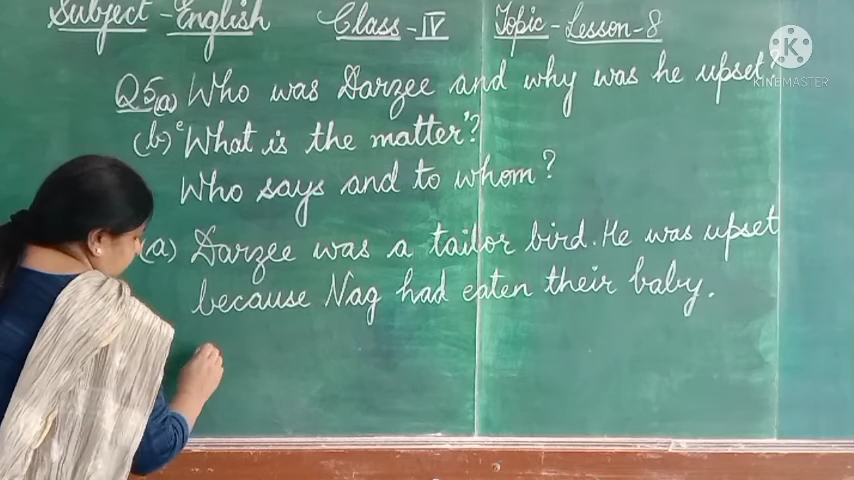 Subject - English Class - IV Topic - Lesson - 8
Q5(a) Who was Darzee and why was he upset?
(b) "What is the matter"?
Who says and to whom?
(a) Darzee was a tailor bird. He was upset
because Nag had eaten their baby.
K
KINEMASTER